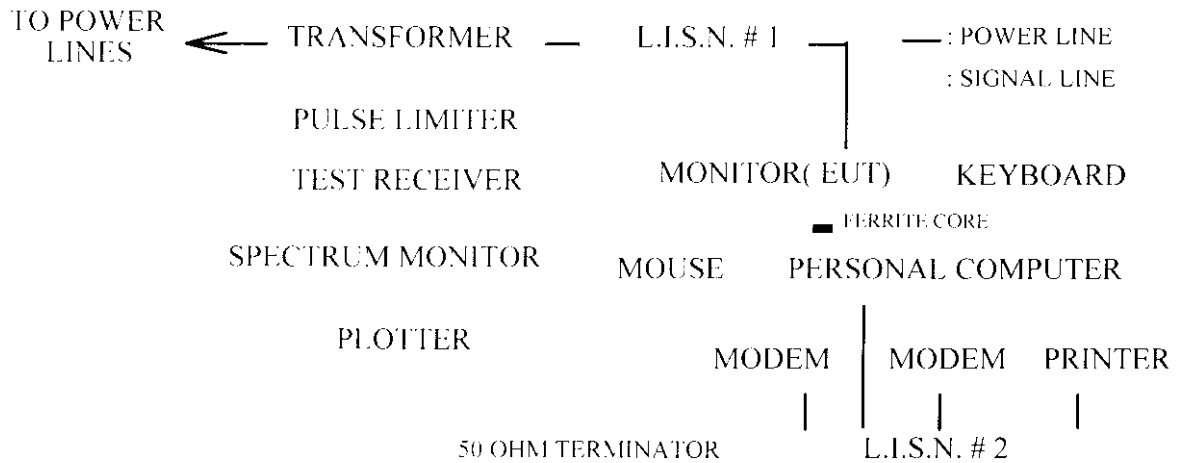 TO POWER LINES
TRANSFORMER
L.I.S.N. # 1
: POWER LINE
: SIGNAL LINE
PULSE LIMITER
TEST RECEIVER
MONITOR( EUT)
KEYBOARD
FERRITE CORE
SPECTRUM MONITOR
MOUSE
PERSONAL COMPUTER
PLOTTER
MODEM
MODEM
PRINTER
50 OHM TERMINATOR
L.I.S.N. # 2